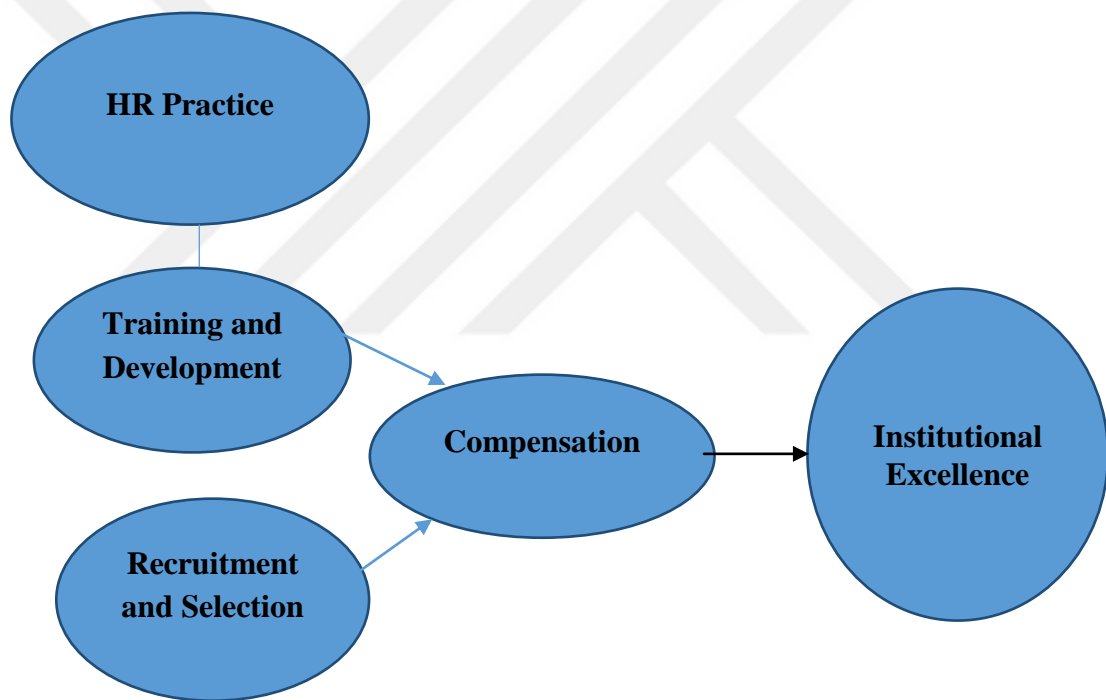 HR Practice
Training and
Development
Compensation
Institutional
Excellence
Recruitment
and Selection